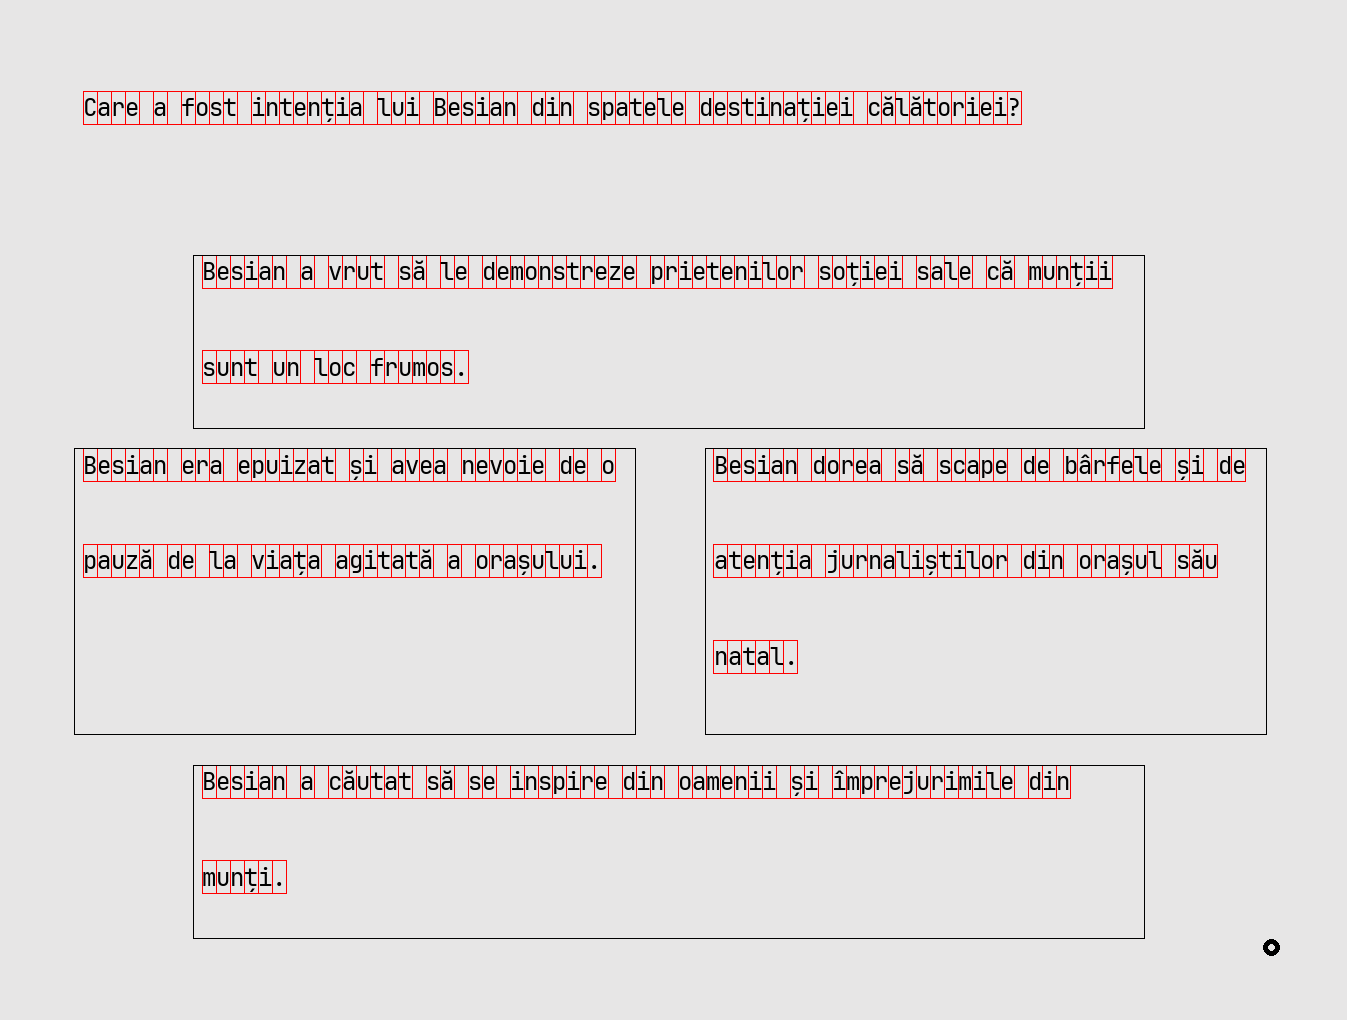 Care a fost intenția lui Besian din spatele destinației călătoriei?
Besian a vrut să le demonstreze prietenilor soției sale că munții
sunt un loc frumos.
Besian era epuizat și avea nevoie de o
pauză de la viața agitată a orașului.
Besian dorea să scape de bârfele și de
atenția jurnaliștilor din orașul său
natal.
Besian a căutat să se inspire din oamenii și împrejurimile din
munți.